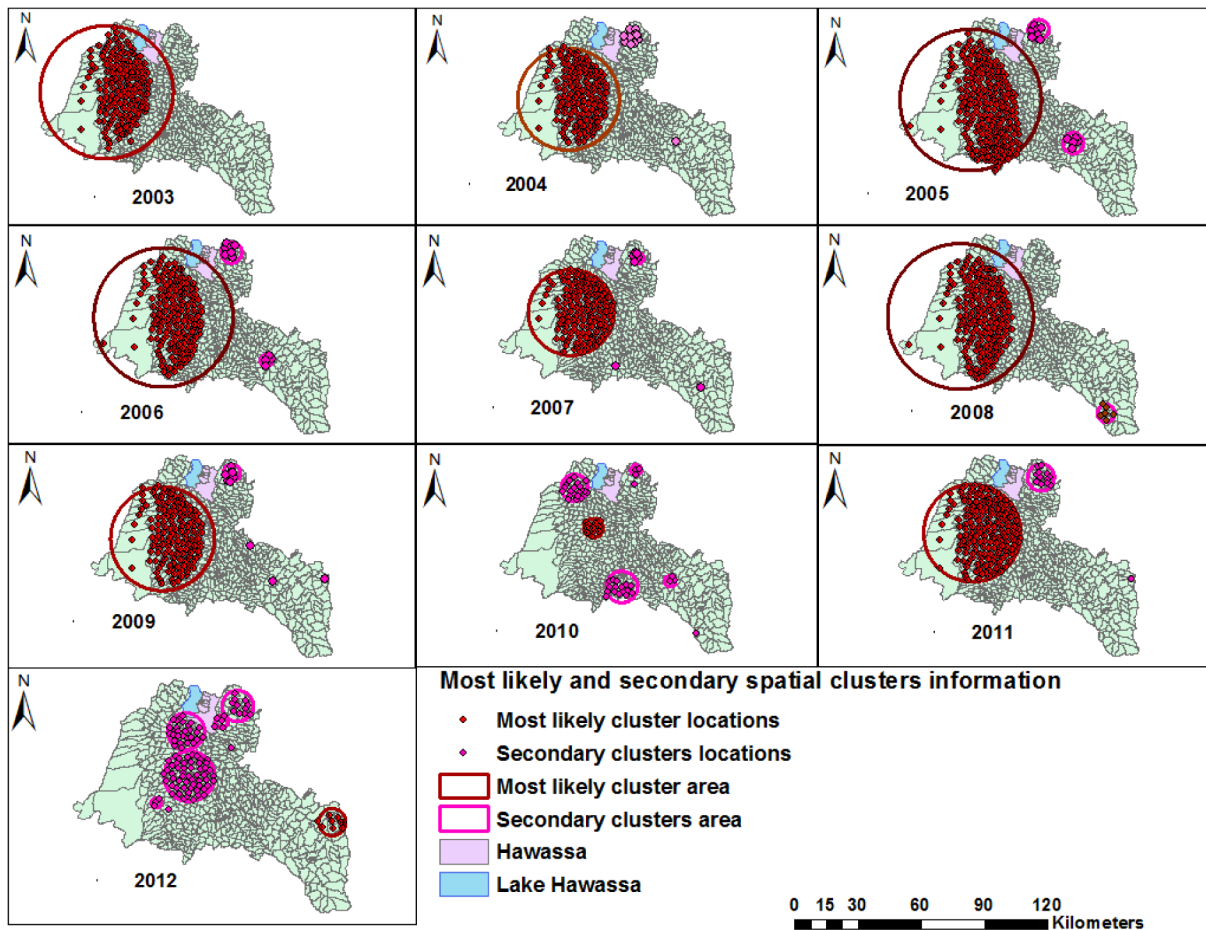 N
N
N
2003
2004
2005
N
N
N
2006
2007
2008
N
N
N
2009
2010
2011
N
2012
Most likely and secondary spatial clusters information
Most likely cluster locations
Secondary clusters locations
Most likely cluster area
Secondary clusters area
Hawassa
Lake Hawassa
0 15 30 60 90 120
Kilometers